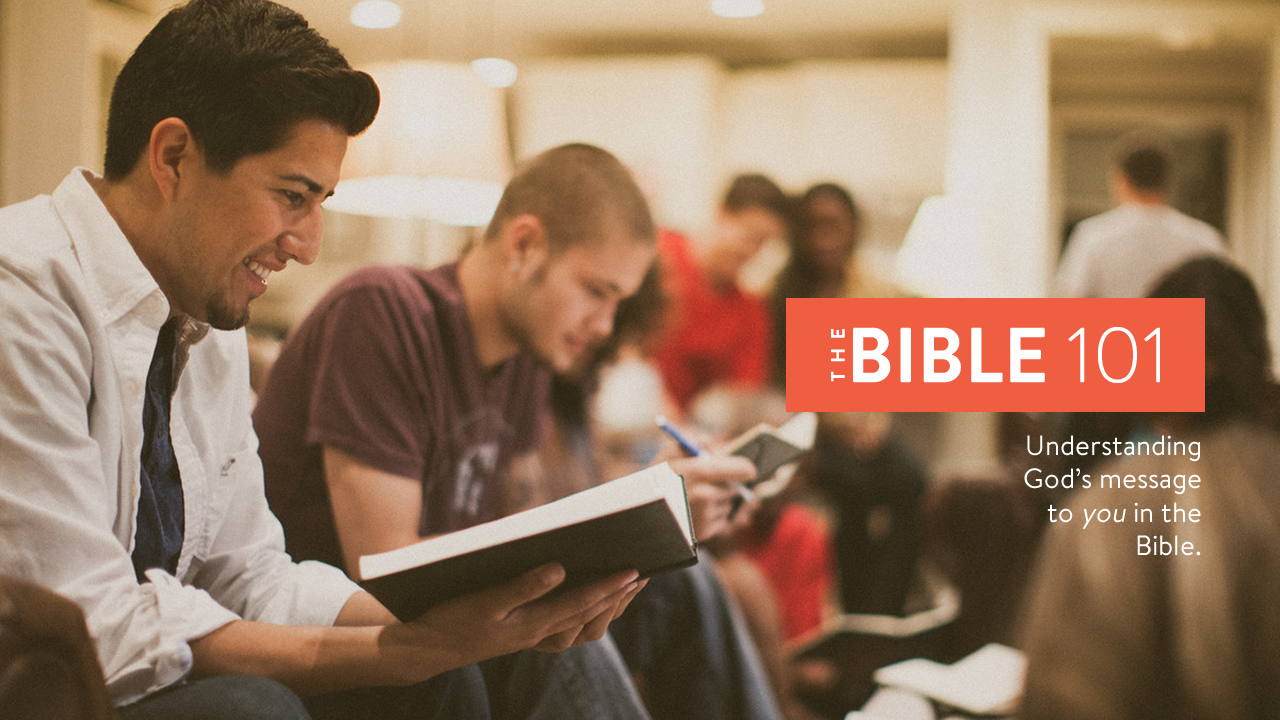 THE BIBLE 101
Understanding
God's message
to you in the
Bible.